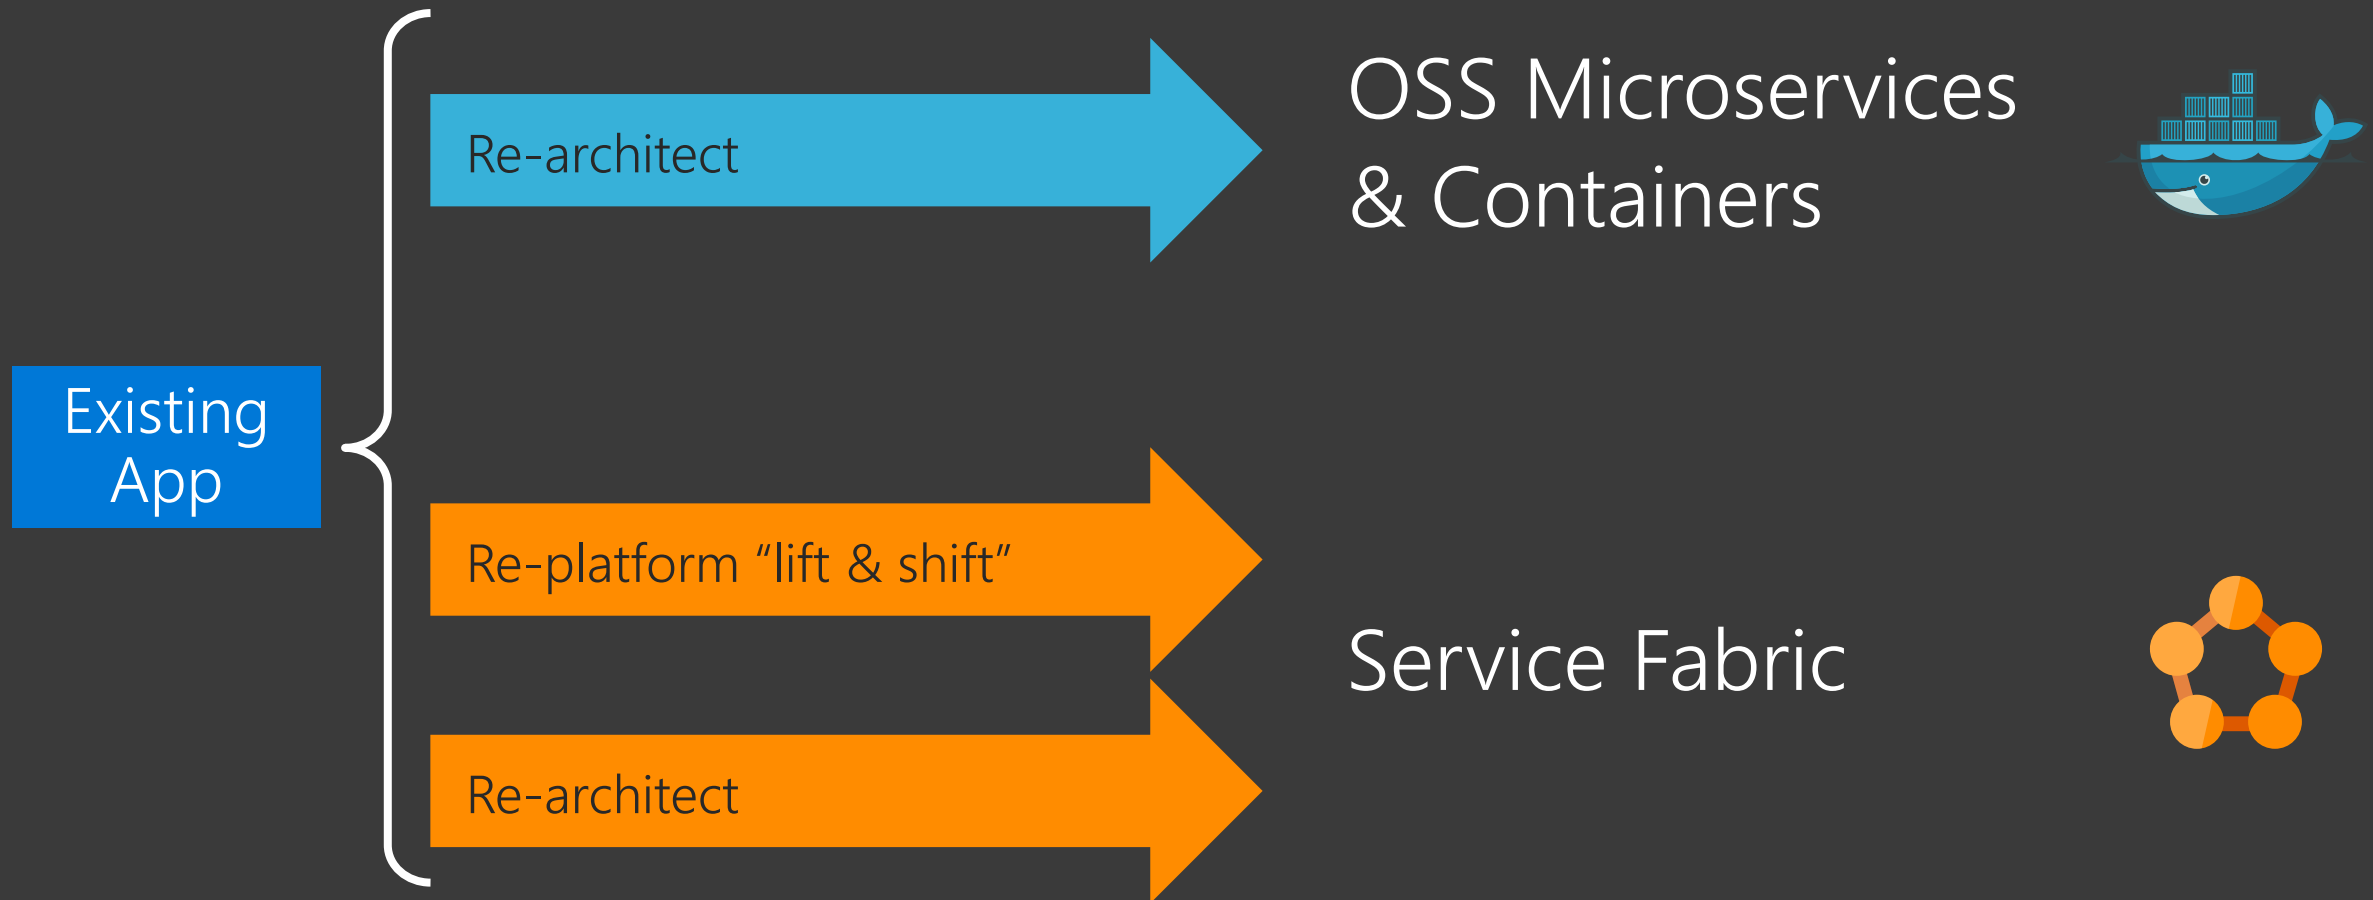 OSS Microservices
& Containers
Re-architect
Existing
App
Re-platform “lift & shift”
Service Fabric
Re-architect